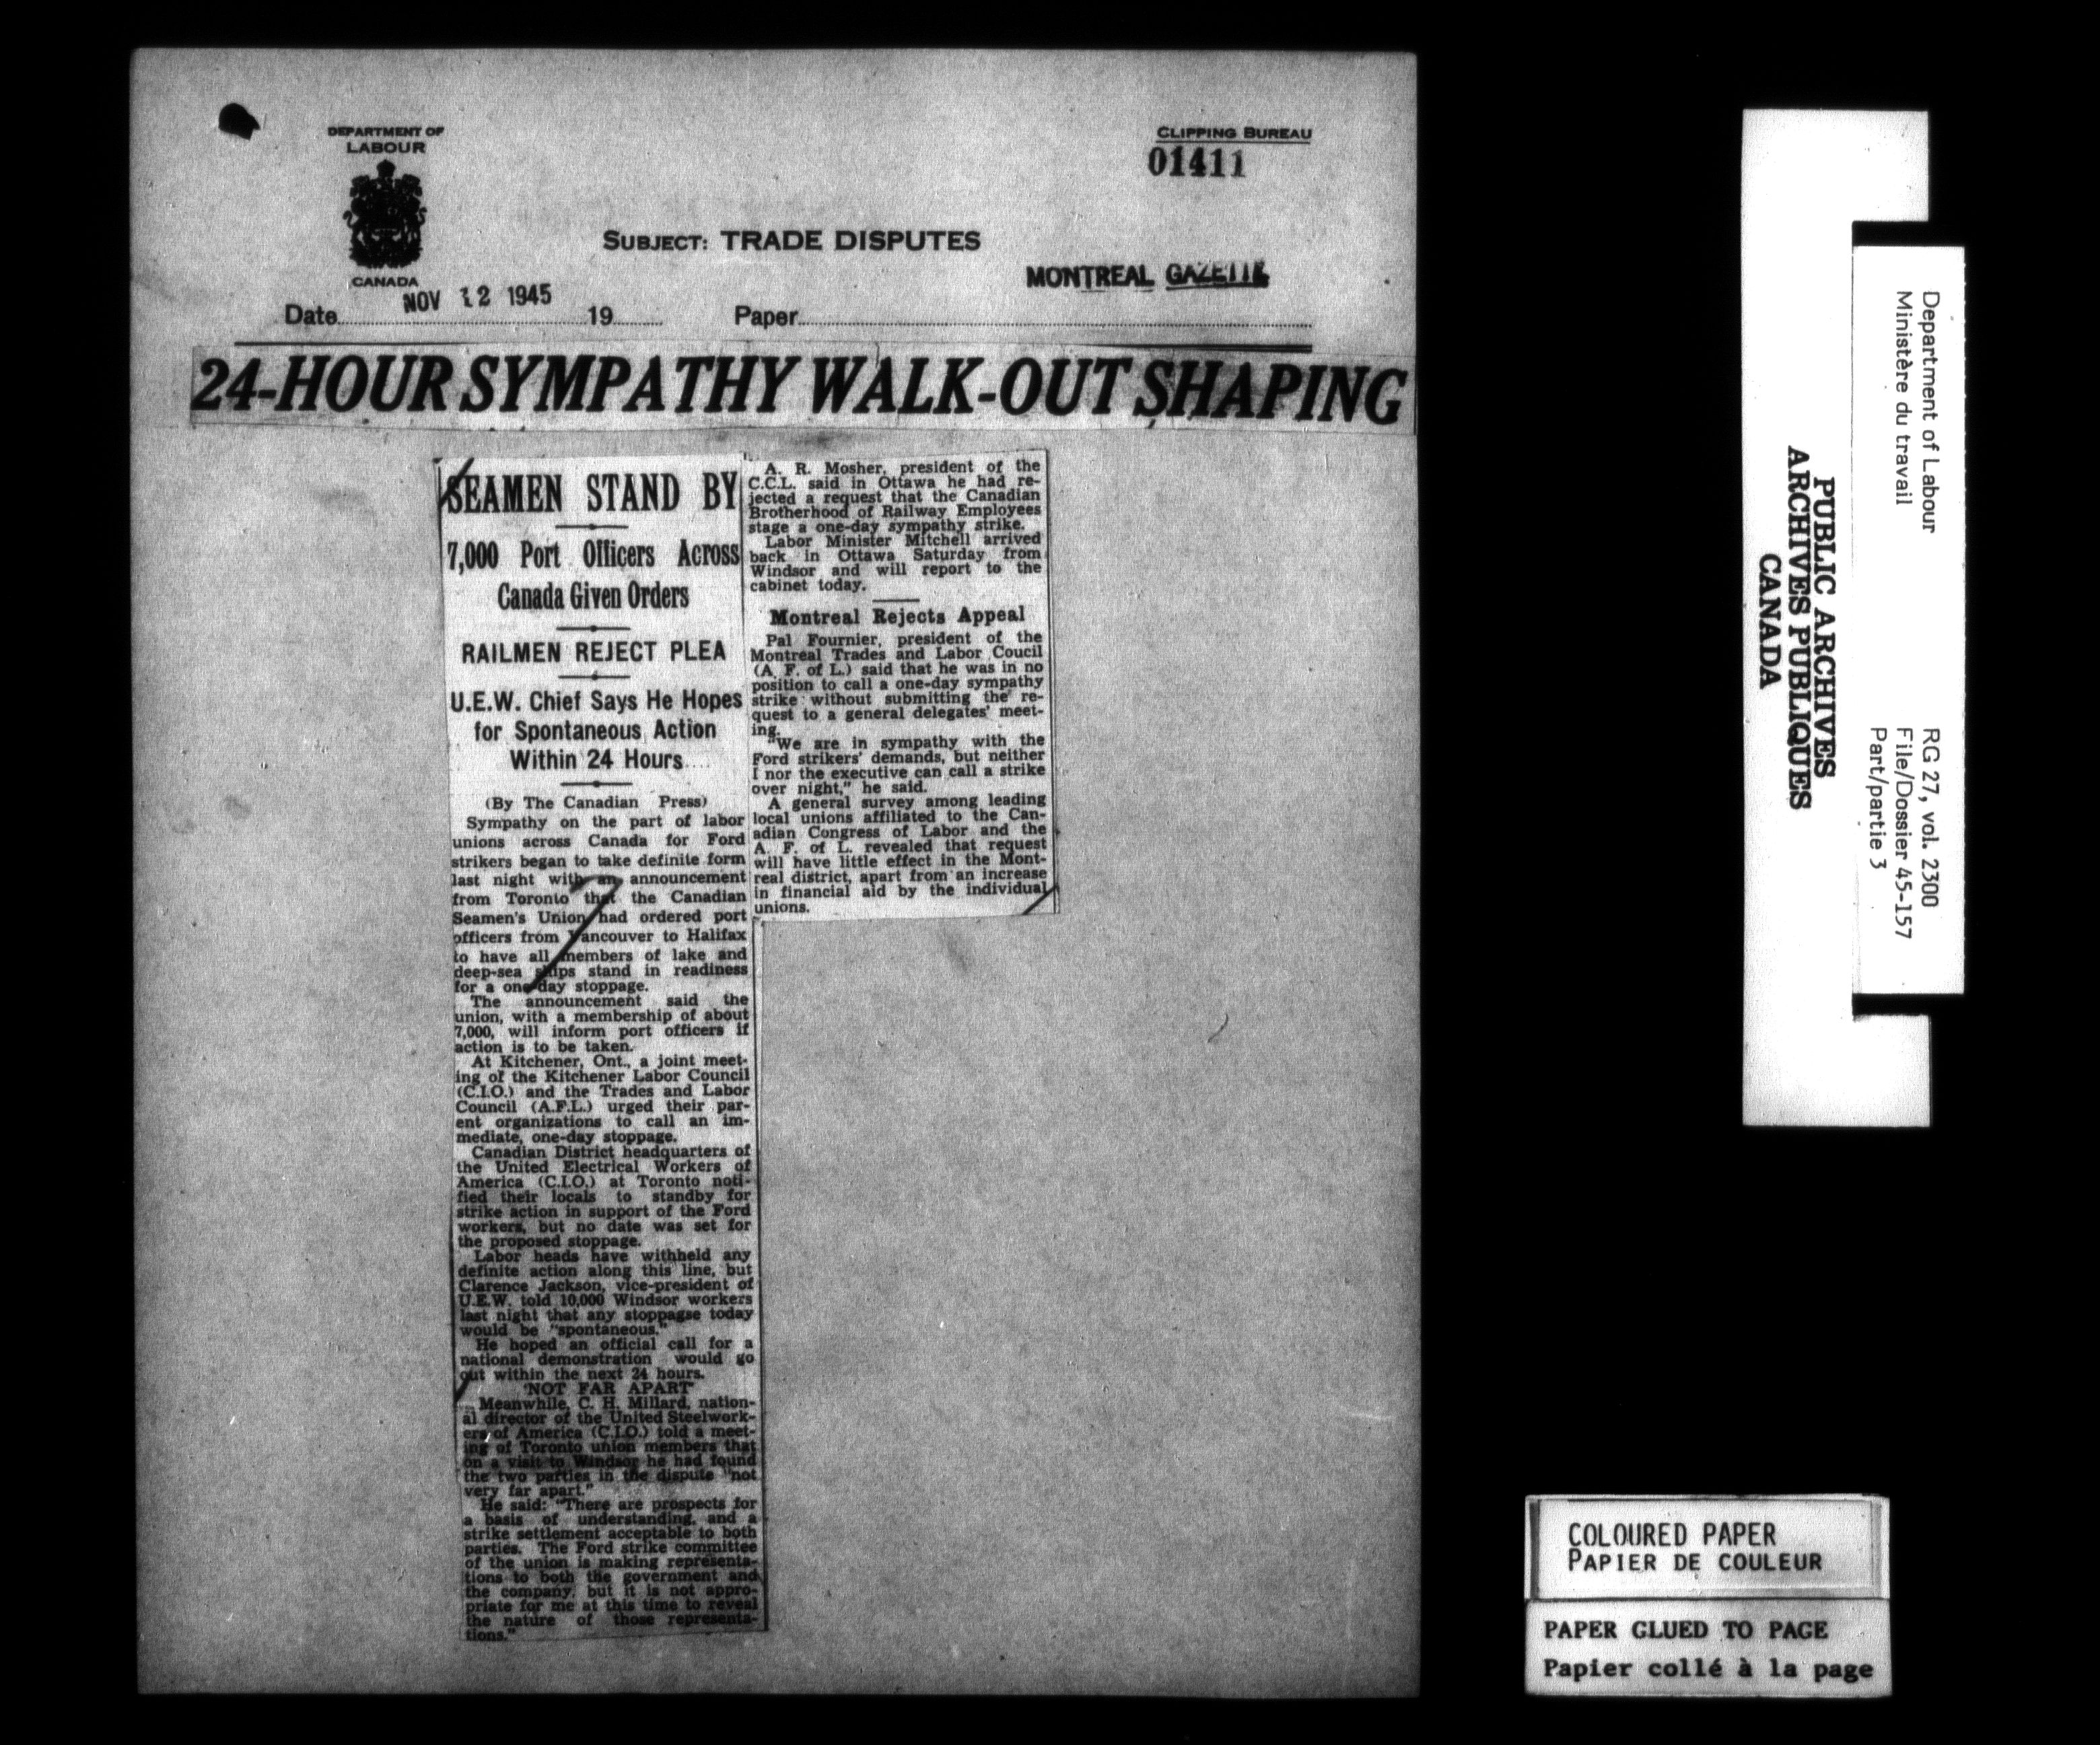 DEPARTMENT OF
LABOUR
CANADA
CLIPPING BUREAU
01411
SUBJECT: TRADE DISPUTES
MONTREAL GAZETTE
NOV 12 1945
Date 19 Paper
24-HOUR SYMPATHY WALK-OUT SHAPING
SEAMEN STAND BY
7,000 Port Officers Across
Canada Given Orders
RAILMEN REJECT PLEA
U.E.W. Chief Says He Hopes
for Spontaneous Action
Within 24 Hours
(By The Canadian Press)
Sympathy on the part of labor
unions across Canada for Ford
strikers began to take definite form
last night with an announcement
from Toronto that the Canadian
Seamen's Union had ordered port
officers from Vancouver to Halifax
to have all members of lake and
deep-sea ships stand in readiness
for a one-day stoppage.
The announcement said the
union, with a membership of about
7,000, will inform port officers if
action is to be taken.
At Kitchener, Ont., a joint meet-
ing of the Kitchener Labor Council
(C.I.O.) and the Trades and Labor
Council (A.F.L.) urged their par-
ent organizations to call an im-
mediate, one-day stoppage.
Canadian District headquarters of
the United Electrical Workers of
America (C.I.O.) at Toronto noti-
fied their locals to standby for
strike action in support of the Ford
workers, but no date was set for
the proposed stoppage.
Labor heads have withheld any
definite action along this line, but
Clarence Jackson, vice-president of
U.E.W. told 10,000 Windsor workers
last night that any stoppagse today
would be "spontaneous."
He hoped an official call for a
national demonstration would go
out within the next 24 hours.
'NOT FAR APART'
Meanwhile, C. H. Millard, nation-
al director of the United Steelwork-
ers of America (C.I.O.) told a meet-
ing of Toronto union members that
on a visit to Windsor he had found
the two parties in the dispute "not
very far apart."
He said: "There are prospects for
a basis of understanding, and a
strike settlement acceptable to both
parties. The Ford strike committee
of the union is making representa-
tions to both the government and
the company, but it is not appro-
priate for me at this time to reveal
the nature of those representa-
tions."
A. R. Mosher, president of the
C.C.L. said in Ottawa he had re-
jected a request that the Canadian
Brotherhood of Railway Employees
stage a one-day sympathy strike.
Labor Minister Mitchell arrived
back in Ottawa Saturday from
Windsor and will report to the
cabinet today.
Montreal Rejects Appeal
Pal Fournier, president of the
Montreal Trades and Labor Coucil
(A. F. of L.) said that he was in no
position to call a one-day sympathy
strike without submitting the re-
quest to a general delegates' meet-
ing.
"We are in sympathy with the
Ford strikers' demands, but neither
I nor the executive can call a strike
over night," he said.
A general survey among leading
local unions affiliated to the Can-
adian Congress of Labor and the
A. F. of L. revealed that request
will have little effect in the Mont-
real district, apart from an increase
in financial aid by the individual
unions.
PUBLIC ARCHIVES
ARCHIVES PUBLIQUES
CANADA
Department of Labour
Ministère du travail
RG 27, vol. 2300
File/Dossier 45-157
Part/partie 3
COLOURED PAPER
PAPIER DE COULEUR
PAPER GLUED TO PAGE
Papier collé à la page